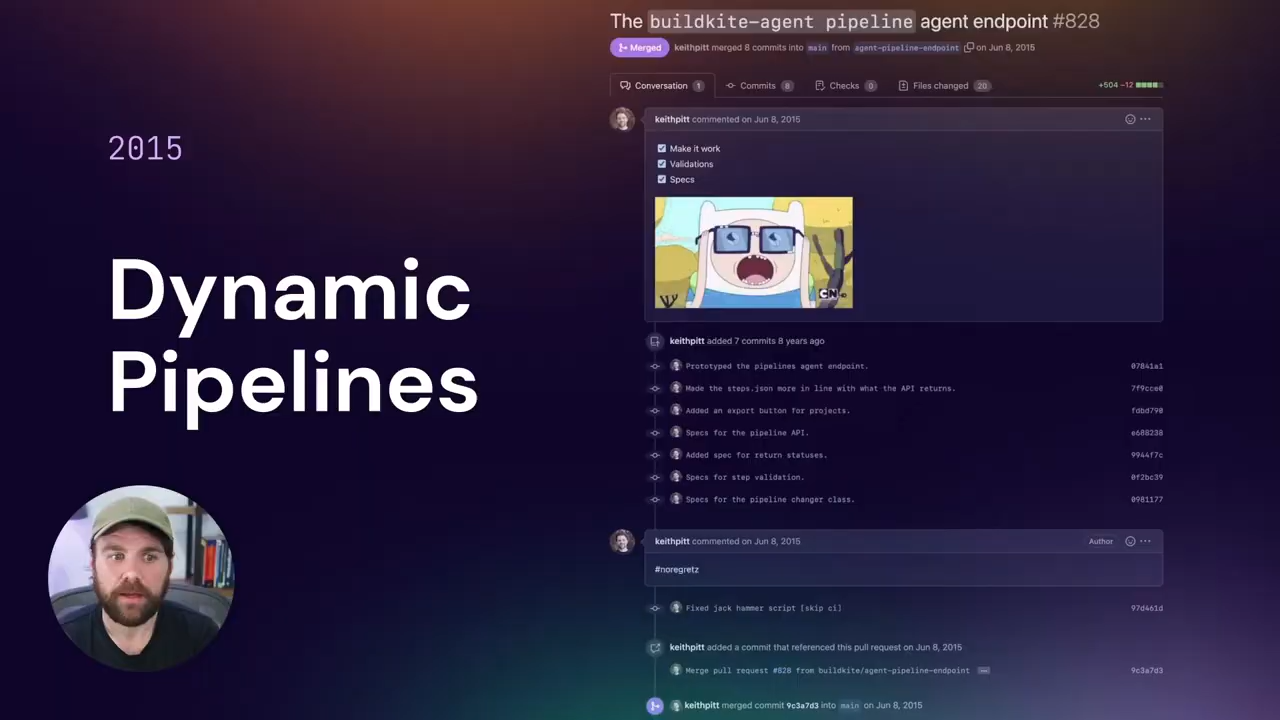 2015
Dynamic
Pipelines
The buildkite-agent pipeline agent endpoint #828
Merged keithpitt merged 8 commits into main from agent-pipeline-endpoint on Jun 8, 2015
Conversation 1 Commits 8 Checks 0 Files changed 20 +504 −12
keithpitt commented on Jun 8, 2015
Make it work
Validations
Specs
CN
keithpitt added 7 commits 8 years ago
Prototyped the pipelines agent endpoint. 07841a1
Made the steps.json more in line with what the API returns. 7f9cce0
Added an export button for projects. fdbd790
Specs for the pipeline API. e608238
Added spec for return statuses. 9944f7c
Specs for step validation. 0f2bc39
Specs for the pipeline changer class. 0981177
keithpitt commented on Jun 8, 2015 Author
#noregretz
Fixed jack hammer script [skip ci] 97d461d
keithpitt added a commit that referenced this pull request on Jun 8, 2015
Merge pull request #828 from buildkite/agent-pipeline-endpoint 9c3a7d3
keithpitt merged commit 9c3a7d3 into main on Jun 8, 2015